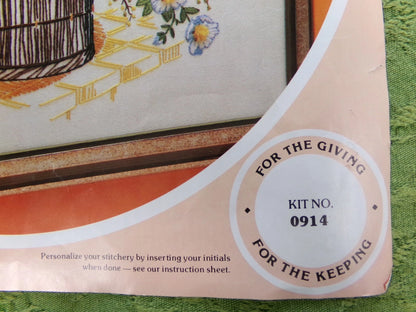 FOR THE GIVING
KIT NO.
0914
FOR THE KEEPING
Personalize your stitchery by inserting your initials
when done — see our instruction sheet.